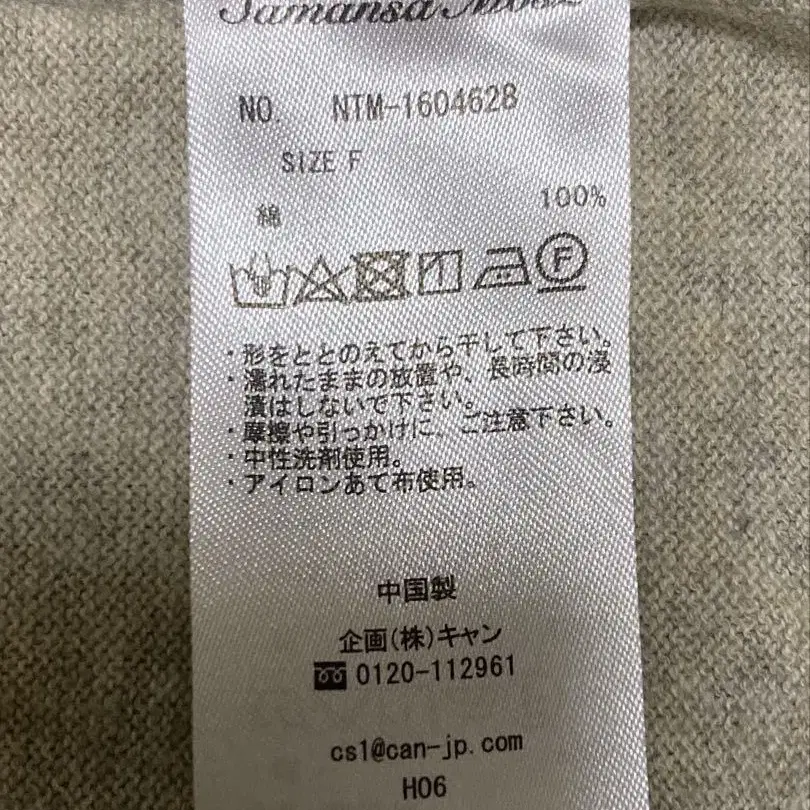 Samansa Mos2
NO NTM-1604628
SIZE F
綿 100%
F
・形をととのえてから干して下さい。
・濡れたままの放置や、長時間の浸
漬はしないで下さい。
・摩擦や引っかけに、ご注意下さい。
・中性洗剤使用。
・アイロンあて布使用。
中国製
企画(株)キャン
0120-112961
cs1@can-jp.com
H06